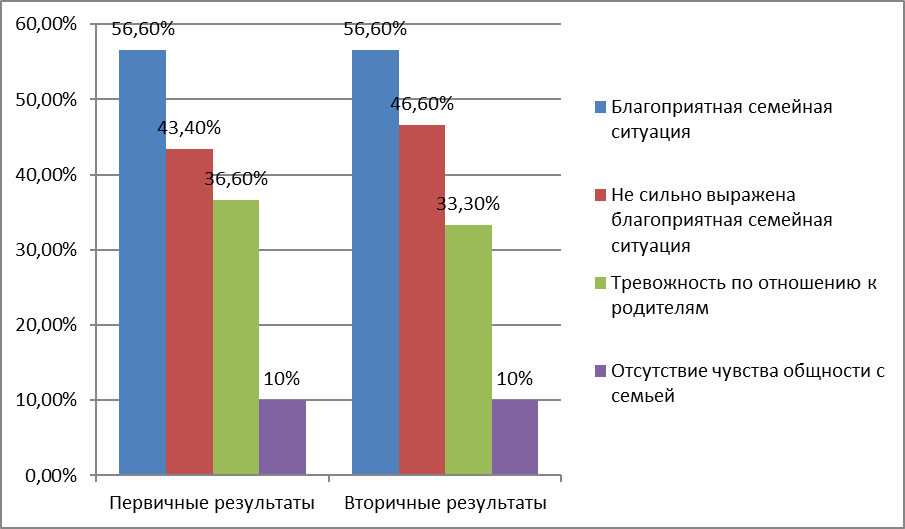 60,00%
50,00%
40,00%
30,00%
20,00%
10,00%
0,00%
56,60%
43,40%
36,60%
10%
56,60%
46,60%
33,30%
10%
Первичные результаты
Вторичные результаты
Благоприятная семейная
ситуация
Не сильно выражена
благоприятная семейная
ситуация
Тревожность по отношению к
родителям
Отсутствие чувства общности с
семьей